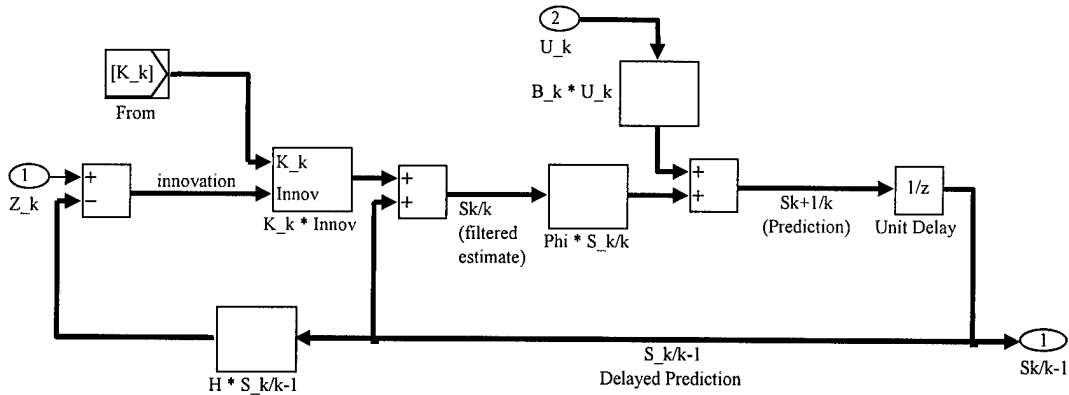 2
U_k
[K_k]
From
B_k * U_k
1
Z_k
+
−
innovation
K_k
Innov
K_k * Innov
+
+
Sk/k
(filtered
estimate)
Phi * S_k/k
+
+
Sk+1/k
(Prediction)
1/z
Unit Delay
H * S_k/k-1
S_k/k-1
Delayed Prediction
1
Sk/k-1